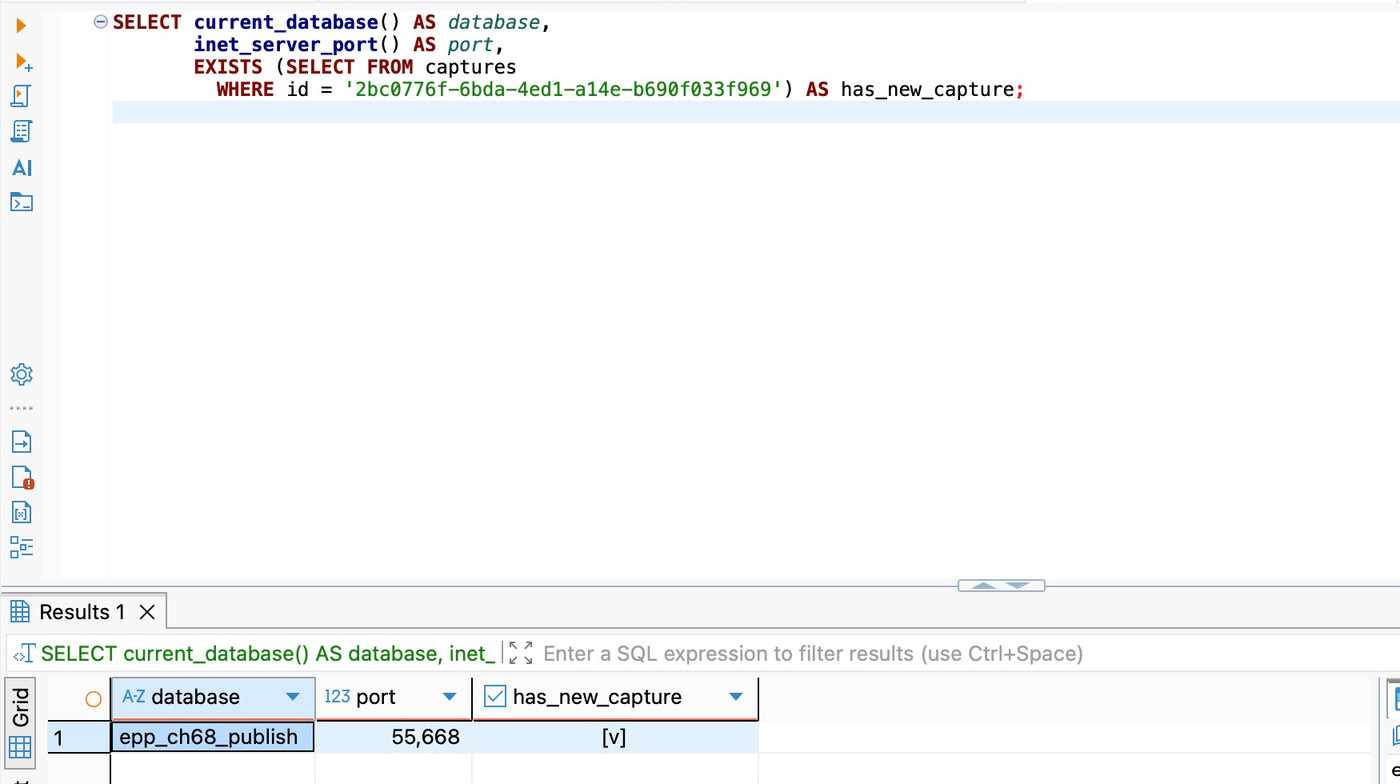 SELECT current_database() AS database,
inet_server_port() AS port,
EXISTS (SELECT FROM captures
WHERE id = '2bc0776f-6bda-4ed1-a14e-b690f033f969') AS has_new_capture;
AI
Results 1
SELECT current_database() AS database, inet_
Enter a SQL expression to filter results (use Ctrl+Space)
Grid
A-Z database 123 port has_new_capture
1 epp_ch68_publish 55,668 [v]